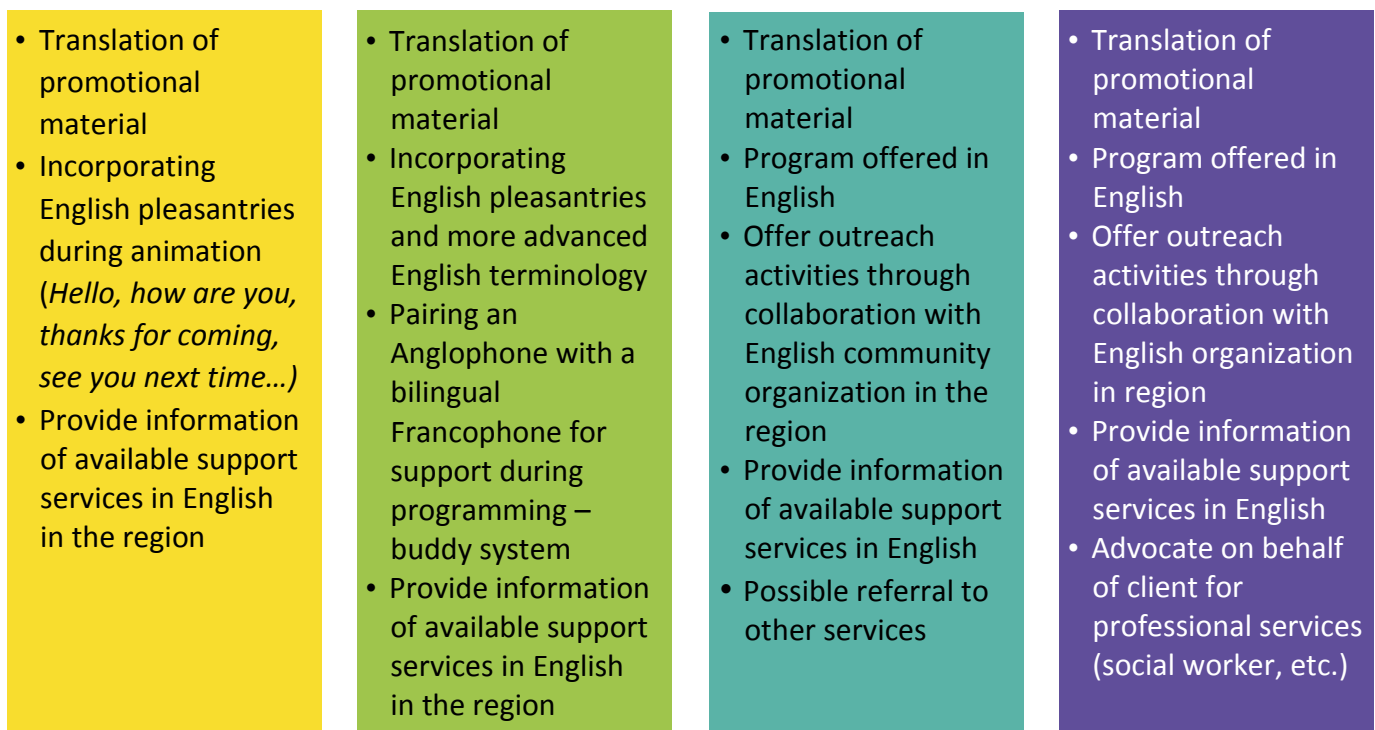 • Translation of
promotional
material
• Incorporating
English pleasantries
during animation
(Hello, how are you,
thanks for coming,
see you next time…)
• Provide information
of available support
services in English
in the region
• Translation of
promotional
material
• Incorporating
English pleasantries
and more advanced
English terminology
• Pairing an
Anglophone with a
bilingual
Francophone for
support during
programming –
buddy system
• Provide information
of available support
services in English
in the region
• Translation of
promotional
material
• Program offered in
English
• Offer outreach
activities through
collaboration with
English community
organization in the
region
• Provide information
of available support
services in English
• Possible referral to
other services
• Translation of
promotional
material
• Program offered in
English
• Offer outreach
activities through
collaboration with
English organization
in region
• Provide information
of available support
services in English
• Advocate on behalf
of client for
professional services
(social worker, etc.)